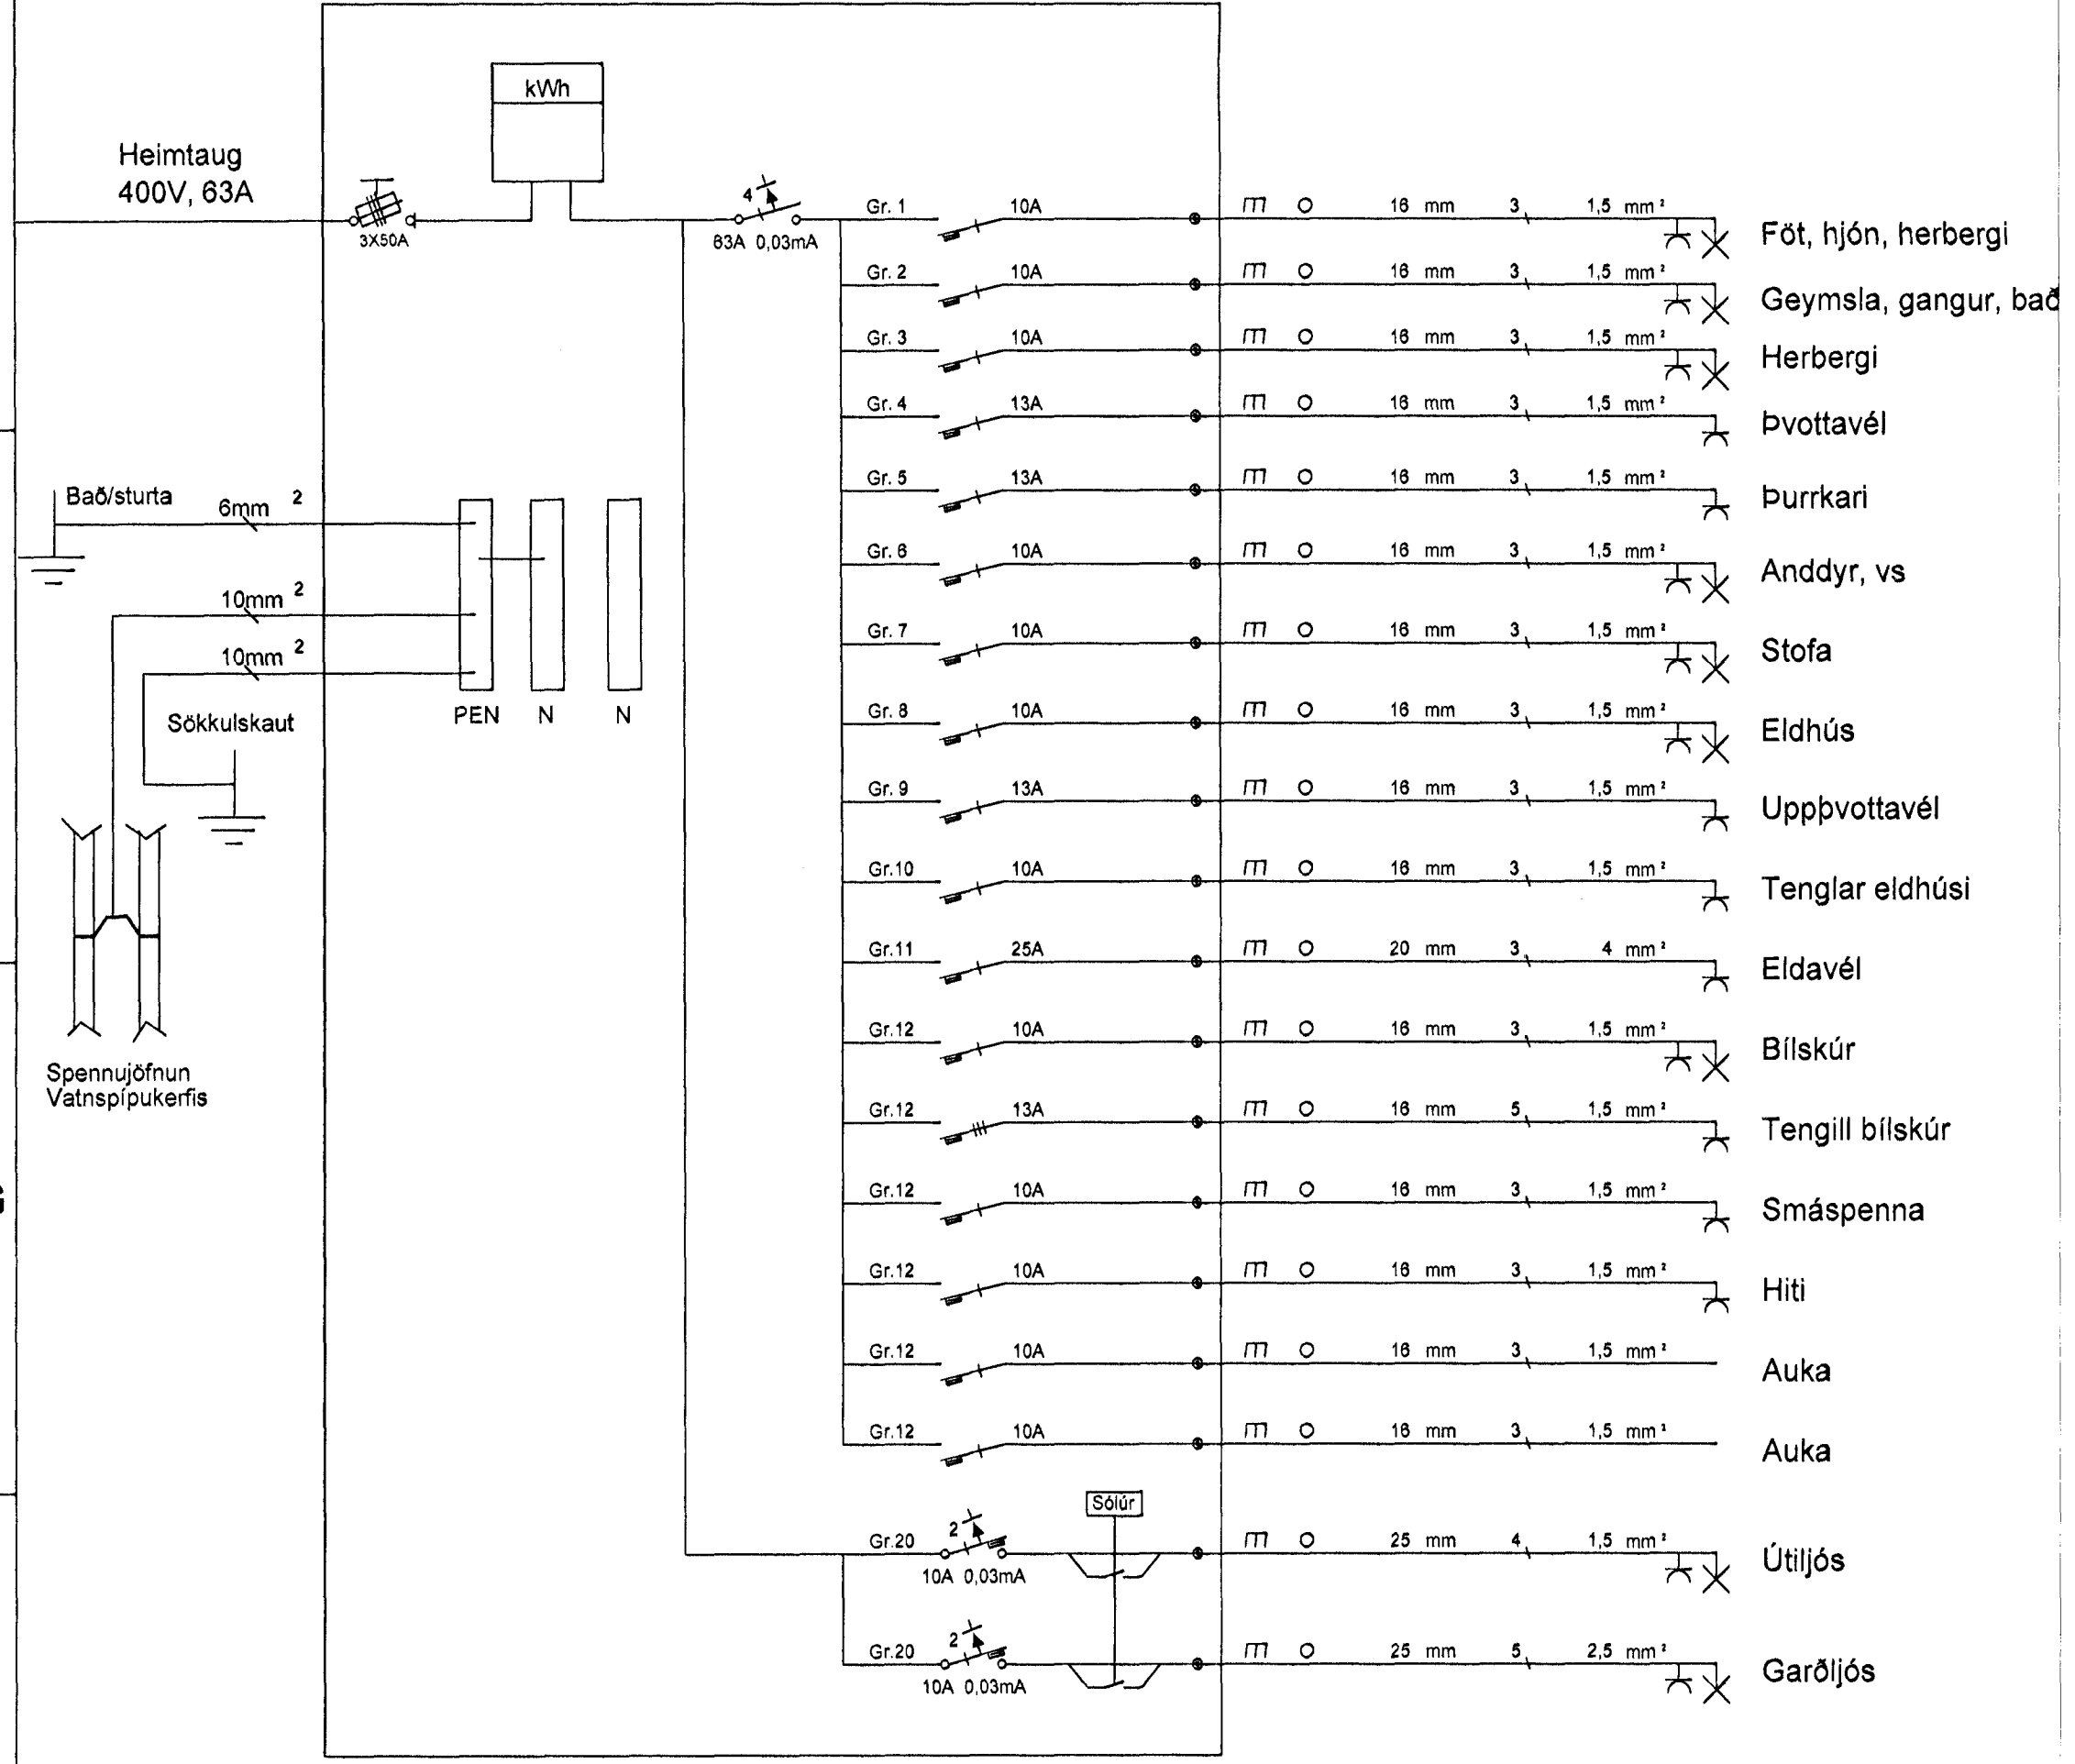 kWh
Heimtaug
400V, 63A
3X50A
4
63A 0,03mA
Gr. 1 10A m O 16 mm 3 1,5 mm² Föt, hjón, herbergi
Gr. 2 10A m O 16 mm 3 1,5 mm² Geymsla, gangur, bað
Gr. 3 10A m O 16 mm 3 1,5 mm² Herbergi
Gr. 4 13A m O 16 mm 3 1,5 mm² Þvottavél
Gr. 5 13A m O 16 mm 3 1,5 mm² Þurrkari
Gr. 6 10A m O 16 mm 3 1,5 mm² Anddyr, vs
Gr. 7 10A m O 16 mm 3 1,5 mm² Stofa
Gr. 8 10A m O 16 mm 3 1,5 mm² Eldhús
Gr. 9 13A m O 16 mm 3 1,5 mm² Uppþvottavél
Gr.10 10A m O 16 mm 3 1,5 mm² Tenglar eldhúsi
Gr.11 25A m O 20 mm 3 4 mm² Eldavél
Gr.12 10A m O 16 mm 3 1,5 mm² Bílskúr
Gr.12 13A m O 16 mm 5 1,5 mm² Tengill bílskúr
Gr.12 10A m O 16 mm 3 1,5 mm² Smáspenna
Gr.12 10A m O 16 mm 3 1,5 mm² Hiti
Gr.12 10A m O 16 mm 3 1,5 mm² Auka
Gr.12 10A m O 16 mm 3 1,5 mm² Auka
Sólúr
Gr.20 2 m O 25 mm 4 1,5 mm² Útiljós
10A 0,03mA
Gr.20 2 m O 25 mm 5 2,5 mm² Garðljós
10A 0,03mA
Bað/sturta
6mm²
10mm²
10mm²
Sökkulskaut
PEN N N
Spennujöfnun
Vatnspípukerfis
G